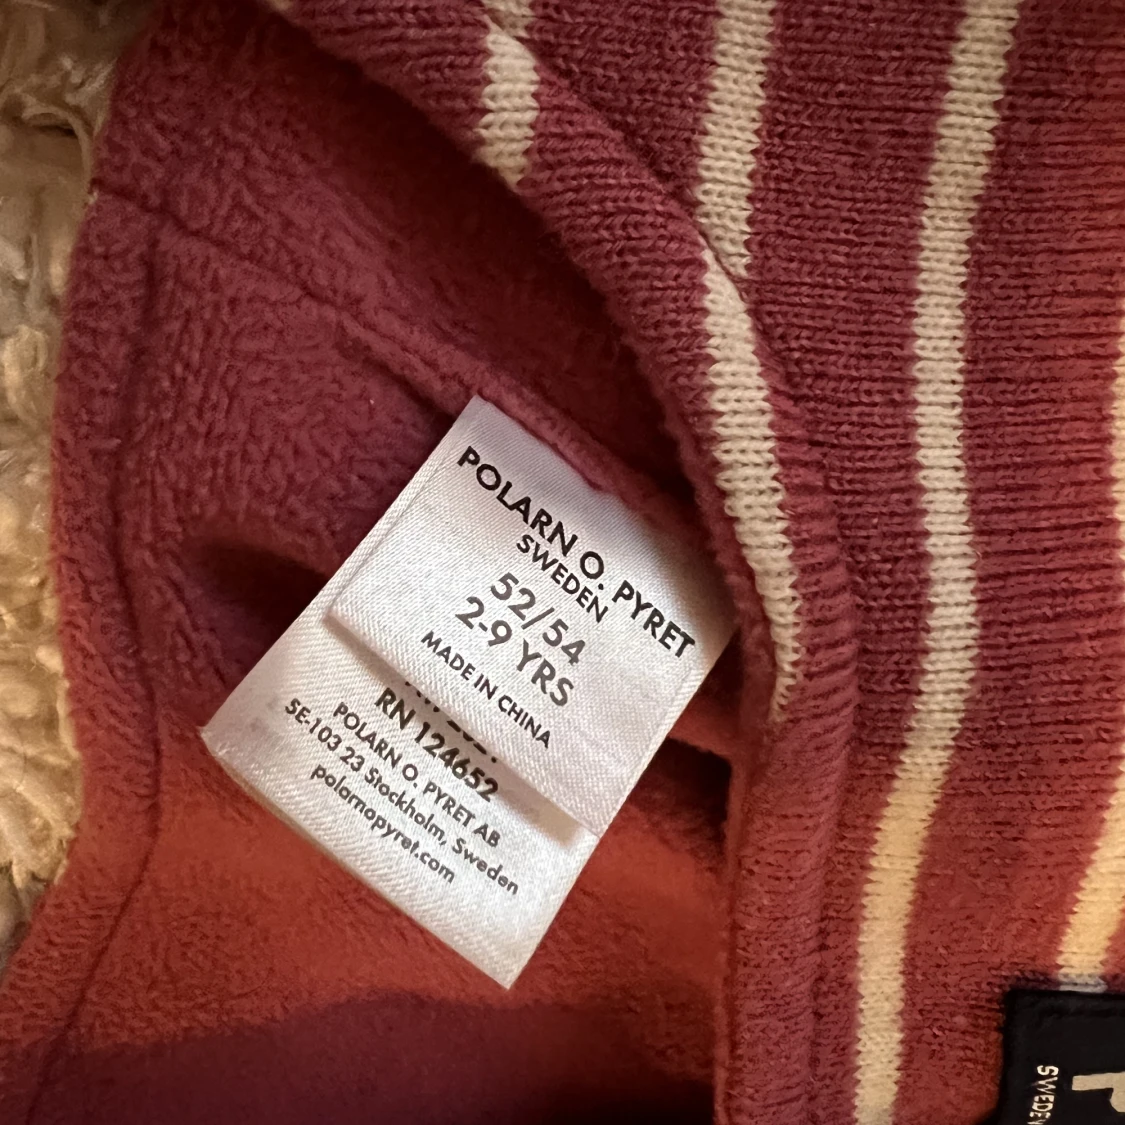 POLARN O. PYRET
SWEDEN
52/54
2-9 YRS
MADE IN CHINA
RN 124652
POLARN O. PYRET AB
SE-103 23 Stockholm, Sweden
polarnopyret.com
P
SWEDEN